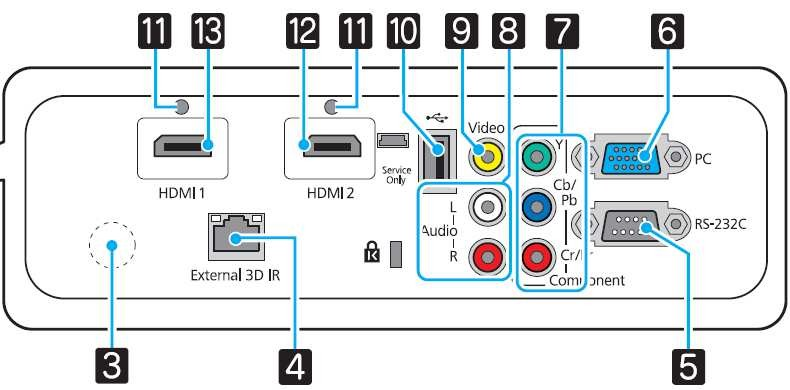 11 13 12 11 10 9 8 7 6
Video
Y
PC
HDMI 1
HDMI 2
Service
Only
Cb/
Pb
L
Audio
R
RS-232C
External 3D IR
K
Cr/Pr
Component
3 4 5